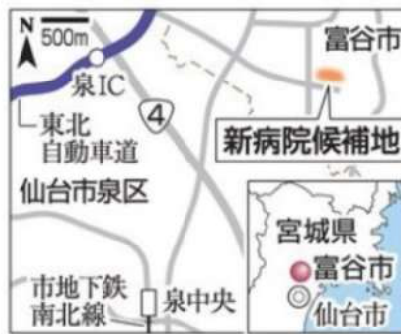 N
500m
富谷市
泉IC
東北
自動車道
4
新病院候補地
仙台市泉区
宮城県
富谷市
仙台市
市地下鉄
南北線
泉中央